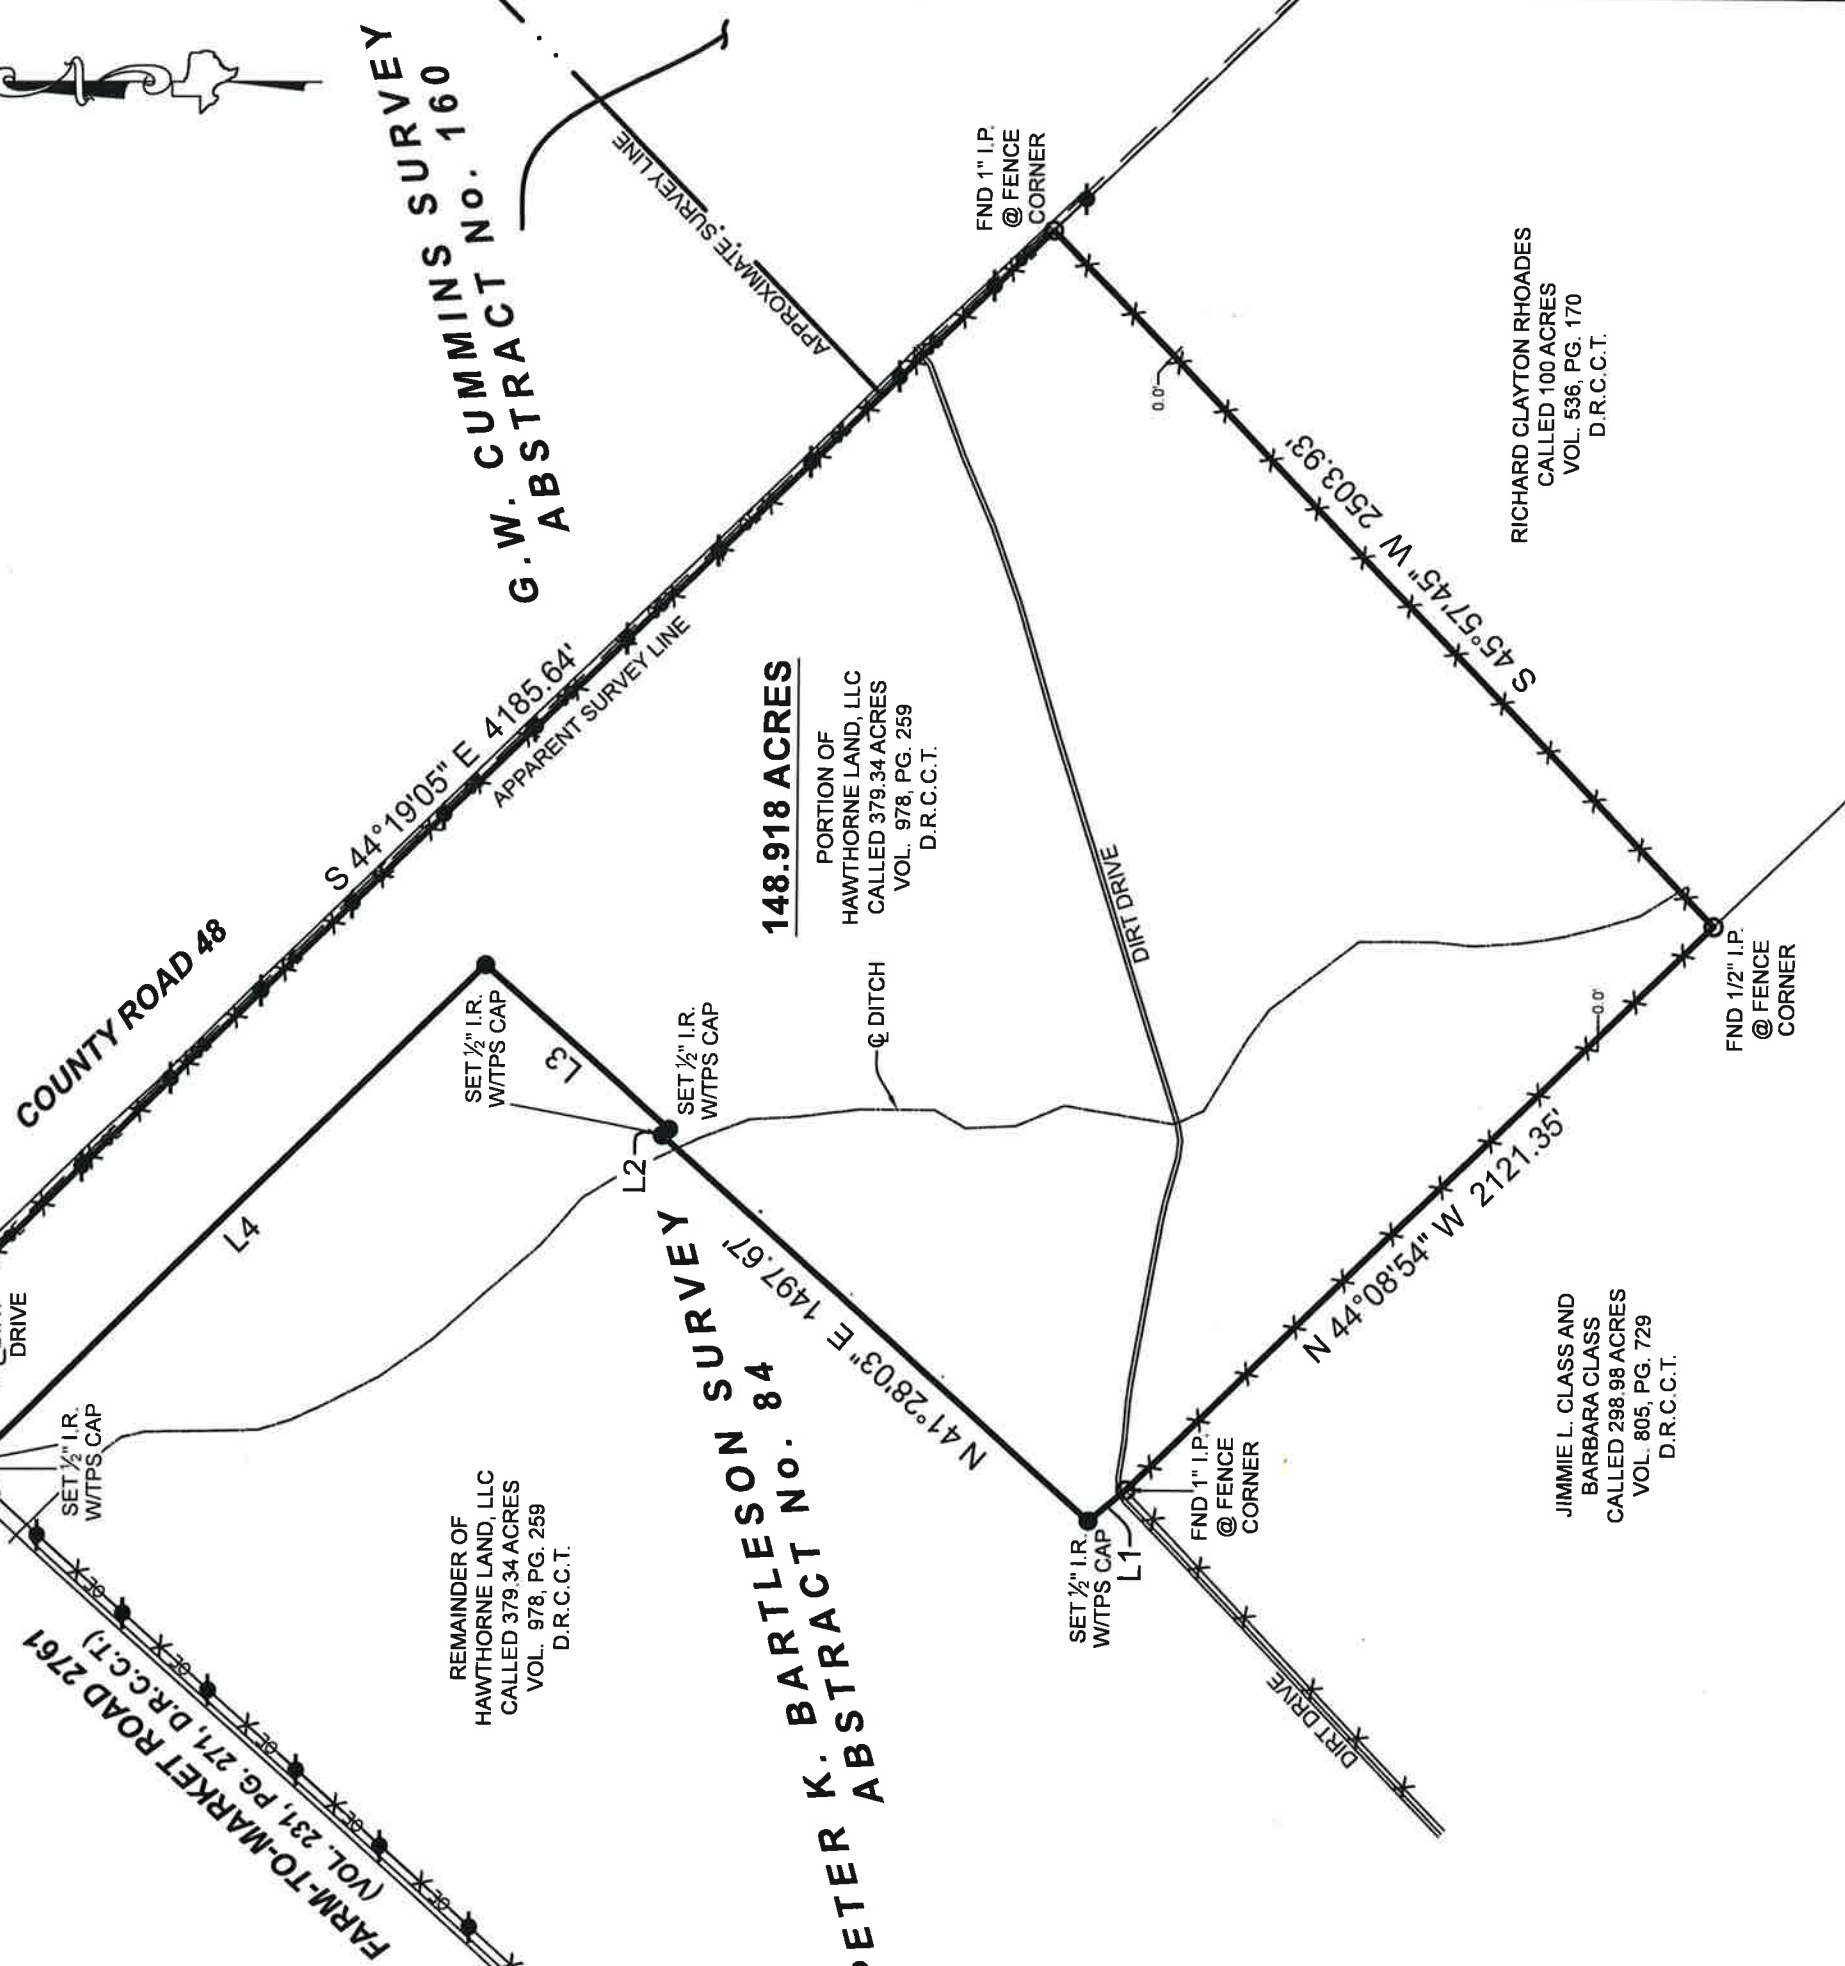 G.W. CUMMINS SURVEY
ABSTRACT No. 160
APPROXIMATE SURVEY LINE
FND 1" I.P.
@ FENCE
CORNER
RICHARD CLAYTON RHOADES
CALLED 100 ACRES
VOL. 536, PG. 170
D.R.C.C.T.
0.0'
S 45°57'45" W 2503.93'
COUNTY ROAD 48
S 44°19'05" E 4185.64'
APPARENT SURVEY LINE
148.918 ACRES
PORTION OF
HAWTHORNE LAND, LLC
CALLED 379.34 ACRES
VOL. 978, PG. 259
D.R.C.C.T.
DIRT DRIVE
℄ DITCH
SET ½" I.R.
W/TPS CAP
L3
SET ½" I.R.
W/TPS CAP
L2
L4
DRIVE
SET ½" I.R.
W/TPS CAP
FND 1/2" I.P.
@ FENCE
CORNER
0.0'
N 44°08'54" W 2121.35'
N 41°28'03" E 1497.67'
PETER K. BARTLESON SURVEY
ABSTRACT No. 84
FND 1" I.P.
@ FENCE
CORNER
SET ½" I.R.
W/TPS CAP
L1
DIRT DRIVE
JIMMIE L. CLASS AND
BARBARA CLASS
CALLED 298.98 ACRES
VOL. 805, PG. 729
D.R.C.C.T.
REMAINDER OF
HAWTHORNE LAND, LLC
CALLED 379.34 ACRES
VOL. 978, PG. 259
D.R.C.C.T.
FARM-TO-MARKET ROAD 2761
(VOL. 231, PG. 271, D.R.C.C.T.)
OE
OE
OE
OE
OE